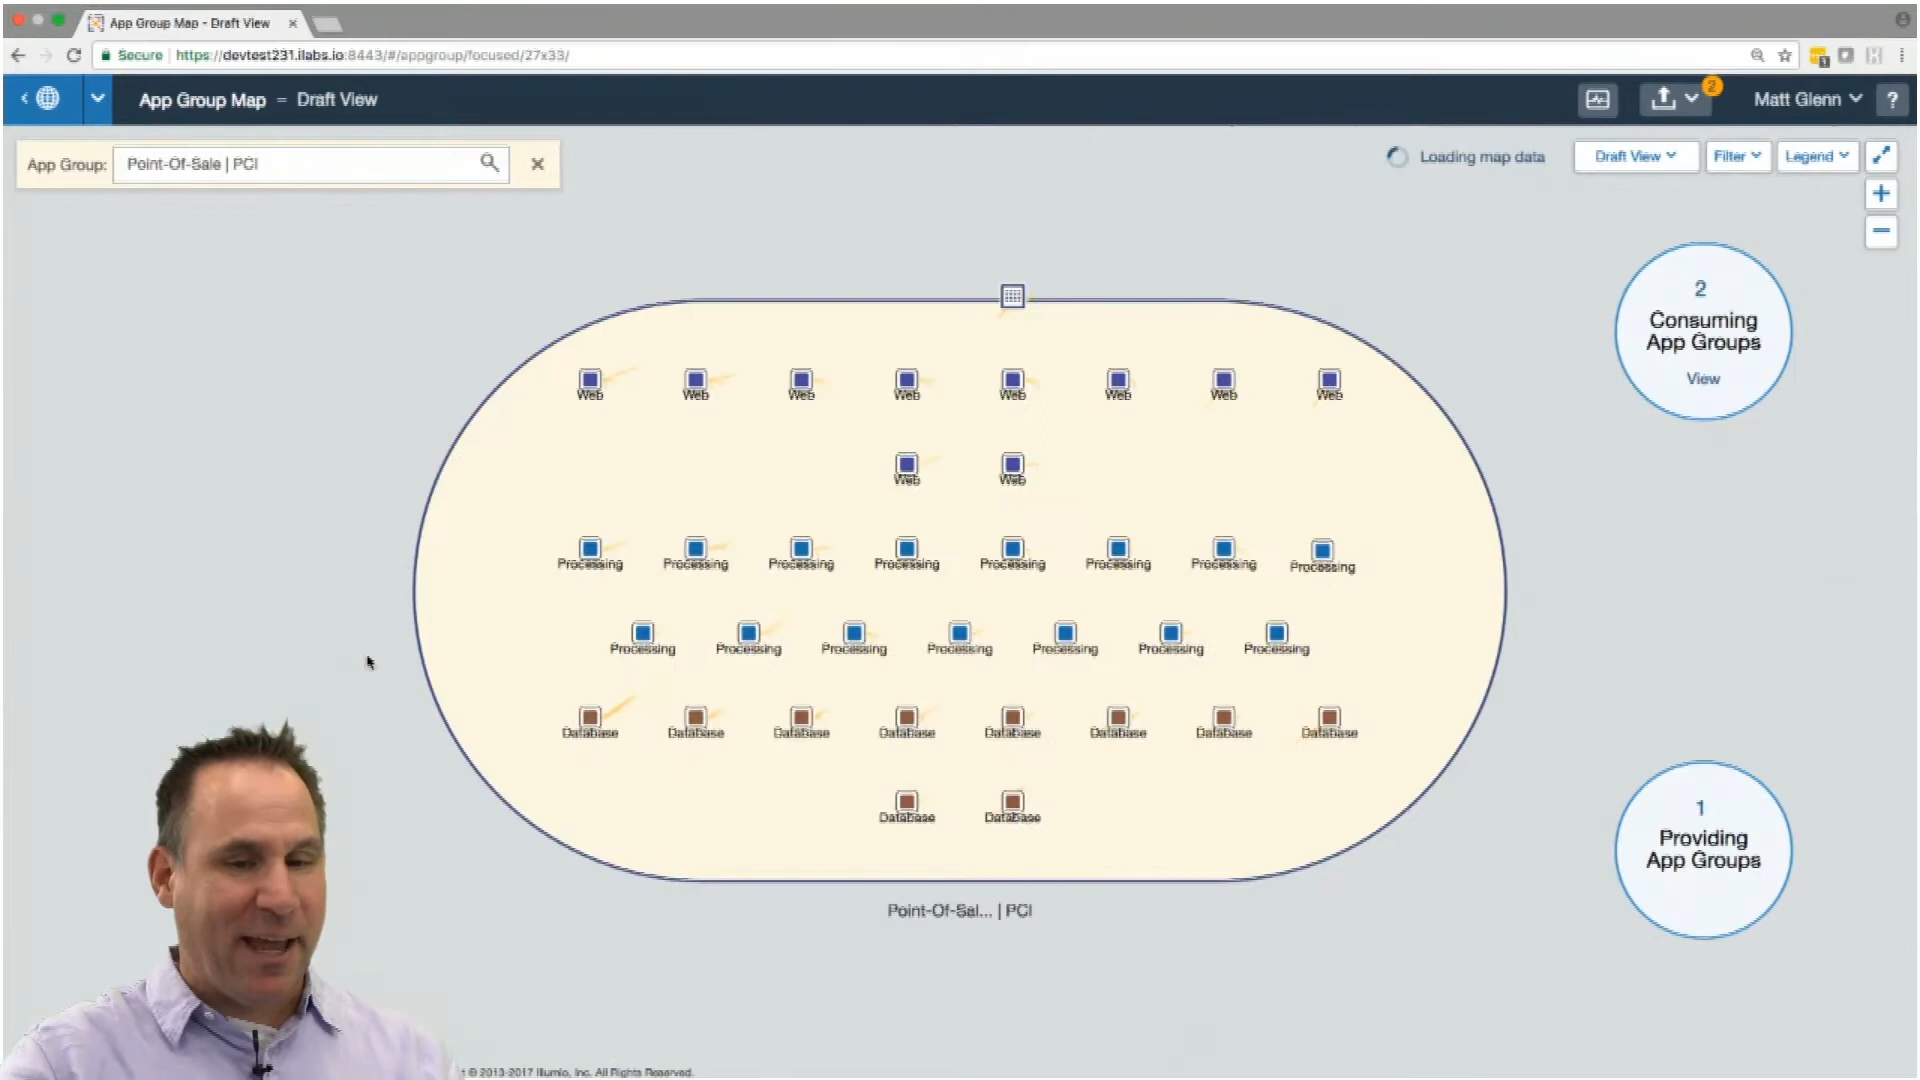 App Group Map - Draft View
Secure https://devtest231.ilabs.io:8443/#/appgroup/focused/27x33/
App Group Map – Draft View
2
Matt Glenn
?
App Group: Point-Of-Sale | PCI
Loading map data
Draft View
Filter
Legend
2
Consuming
App Groups
View
Web Web Web Web Web Web Web Web
Web Web
Processing Processing Processing Processing Processing Processing Processing Processing
Processing Processing Processing Processing Processing Processing Processing
Database Database Database Database Database Database Database Database
Database Database
1
Providing
App Groups
Point-Of-Sal... | PCI
© 2013-2017 Illumio, Inc. All Rights Reserved.